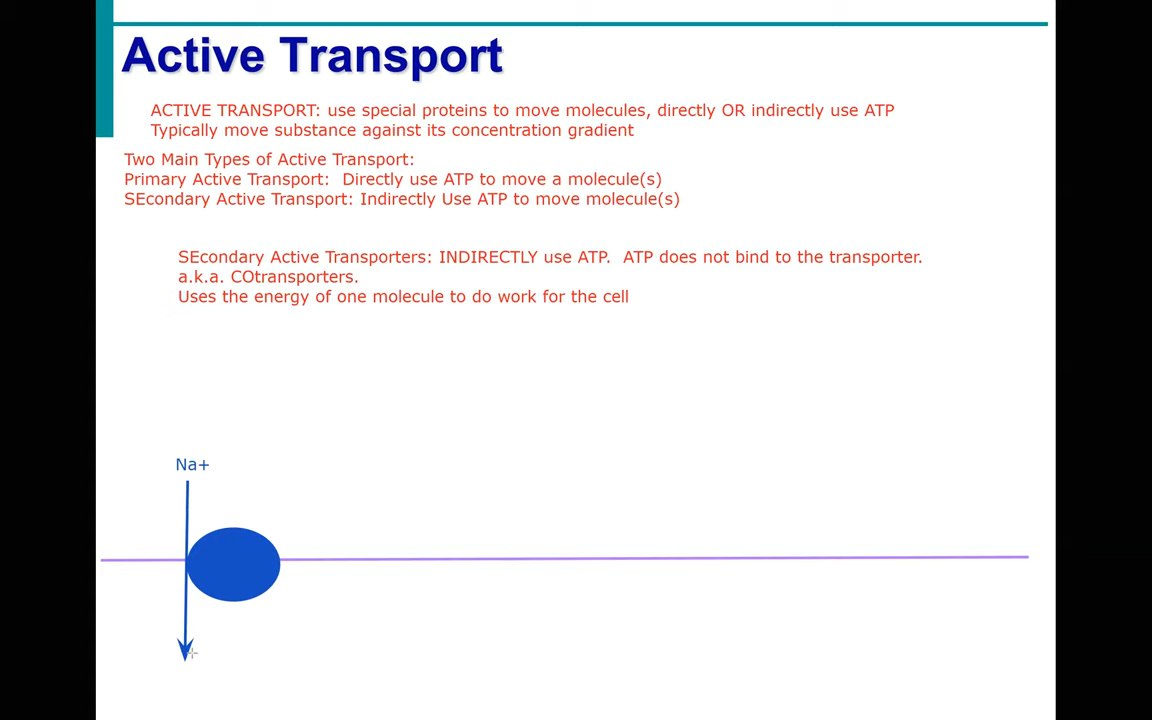 Active Transport
ACTIVE TRANSPORT: use special proteins to move molecules, directly OR indirectly use ATP
Typically move substance against its concentration gradient
Two Main Types of Active Transport:
Primary Active Transport:  Directly use ATP to move a molecule(s)
SEcondary Active Transport: Indirectly Use ATP to move molecule(s)
SEcondary Active Transporters: INDIRECTLY use ATP.  ATP does not bind to the transporter.
a.k.a. COtransporters.
Uses the energy of one molecule to do work for the cell
Na+